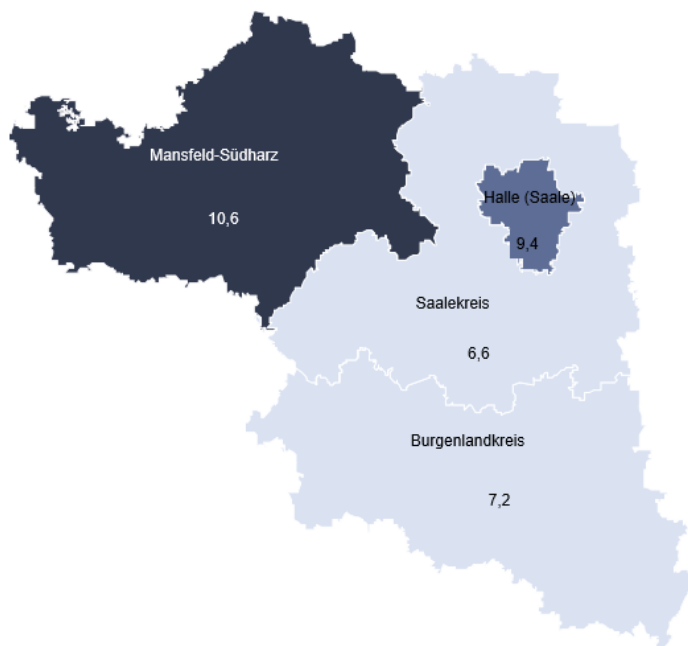 Mansfeld-Südharz
10,6
Halle (Saale)
9,4
Saalekreis
6,6
Burgenlandkreis
7,2